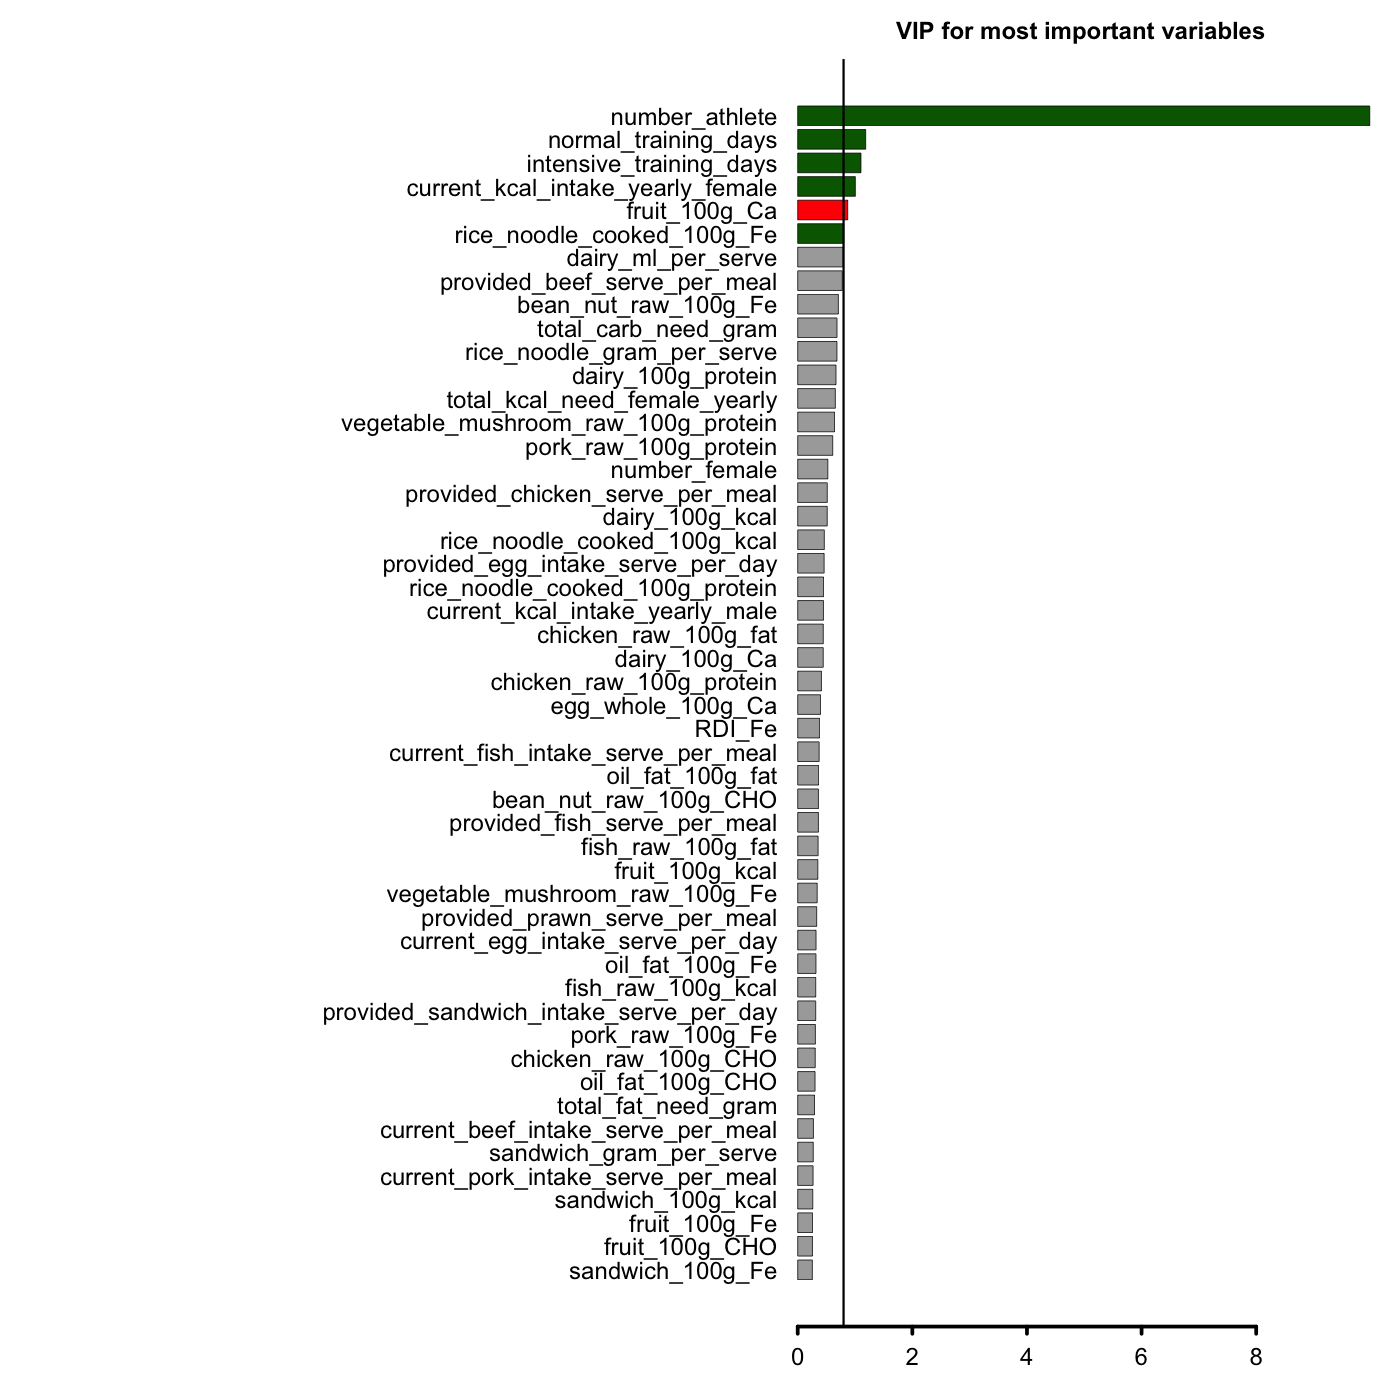 VIP for most important variables
number_athlete
normal_training_days
intensive_training_days
current_kcal_intake_yearly_female
fruit_100g_Ca
rice_noodle_cooked_100g_Fe
dairy_ml_per_serve
provided_beef_serve_per_meal
bean_nut_raw_100g_Fe
total_carb_need_gram
rice_noodle_gram_per_serve
dairy_100g_protein
total_kcal_need_female_yearly
vegetable_mushroom_raw_100g_protein
pork_raw_100g_protein
number_female
provided_chicken_serve_per_meal
dairy_100g_kcal
rice_noodle_cooked_100g_kcal
provided_egg_intake_serve_per_day
rice_noodle_cooked_100g_protein
current_kcal_intake_yearly_male
chicken_raw_100g_fat
dairy_100g_Ca
chicken_raw_100g_protein
egg_whole_100g_Ca
RDI_Fe
current_fish_intake_serve_per_meal
oil_fat_100g_fat
bean_nut_raw_100g_CHO
provided_fish_serve_per_meal
fish_raw_100g_fat
fruit_100g_kcal
vegetable_mushroom_raw_100g_Fe
provided_prawn_serve_per_meal
current_egg_intake_serve_per_day
oil_fat_100g_Fe
fish_raw_100g_kcal
provided_sandwich_intake_serve_per_day
pork_raw_100g_Fe
chicken_raw_100g_CHO
oil_fat_100g_CHO
total_fat_need_gram
current_beef_intake_serve_per_meal
sandwich_gram_per_serve
current_pork_intake_serve_per_meal
sandwich_100g_kcal
fruit_100g_Fe
fruit_100g_CHO
sandwich_100g_Fe
0 2 4 6 8